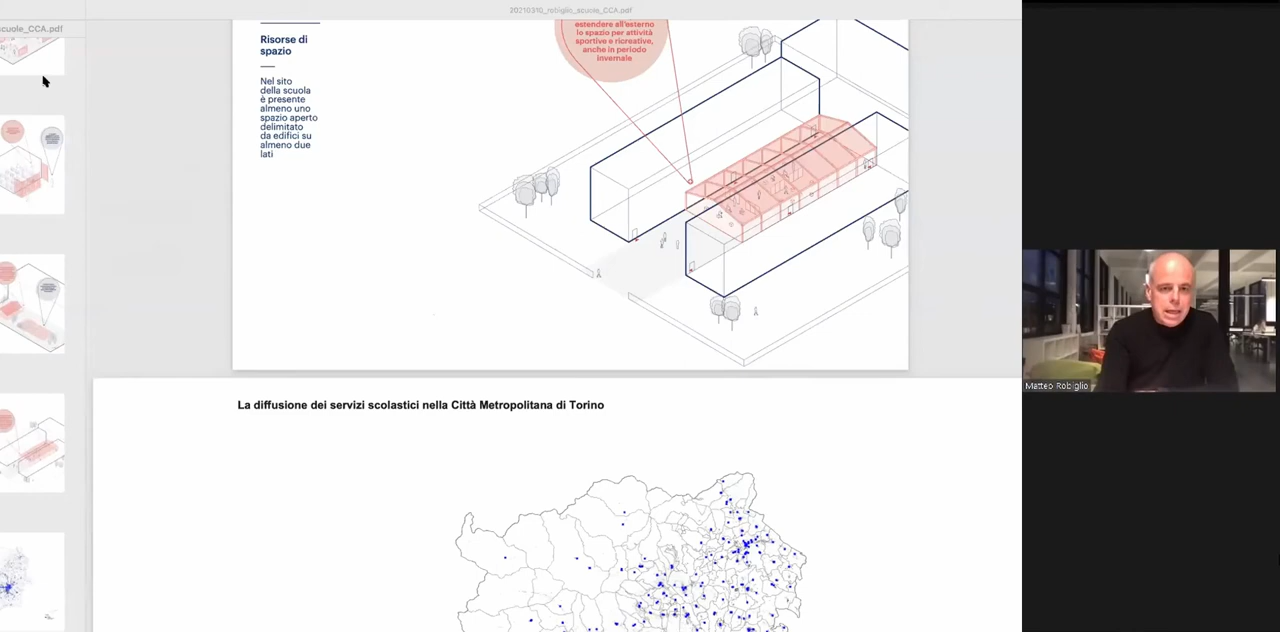 20210310_robiglio_scuole_CCA.pdf
scuole_CCA.pdf
Risorse di
spazio
Nel sito
della scuola
è presente
almeno uno
spazio aperto
delimitato
da edifici su
almeno due
lati
estendere all'esterno
lo spazio per attività
sportive e ricreative,
anche in periodo
invernale
Matteo Robiglio
La diffusione dei servizi scolastici nella Città Metropolitana di Torino